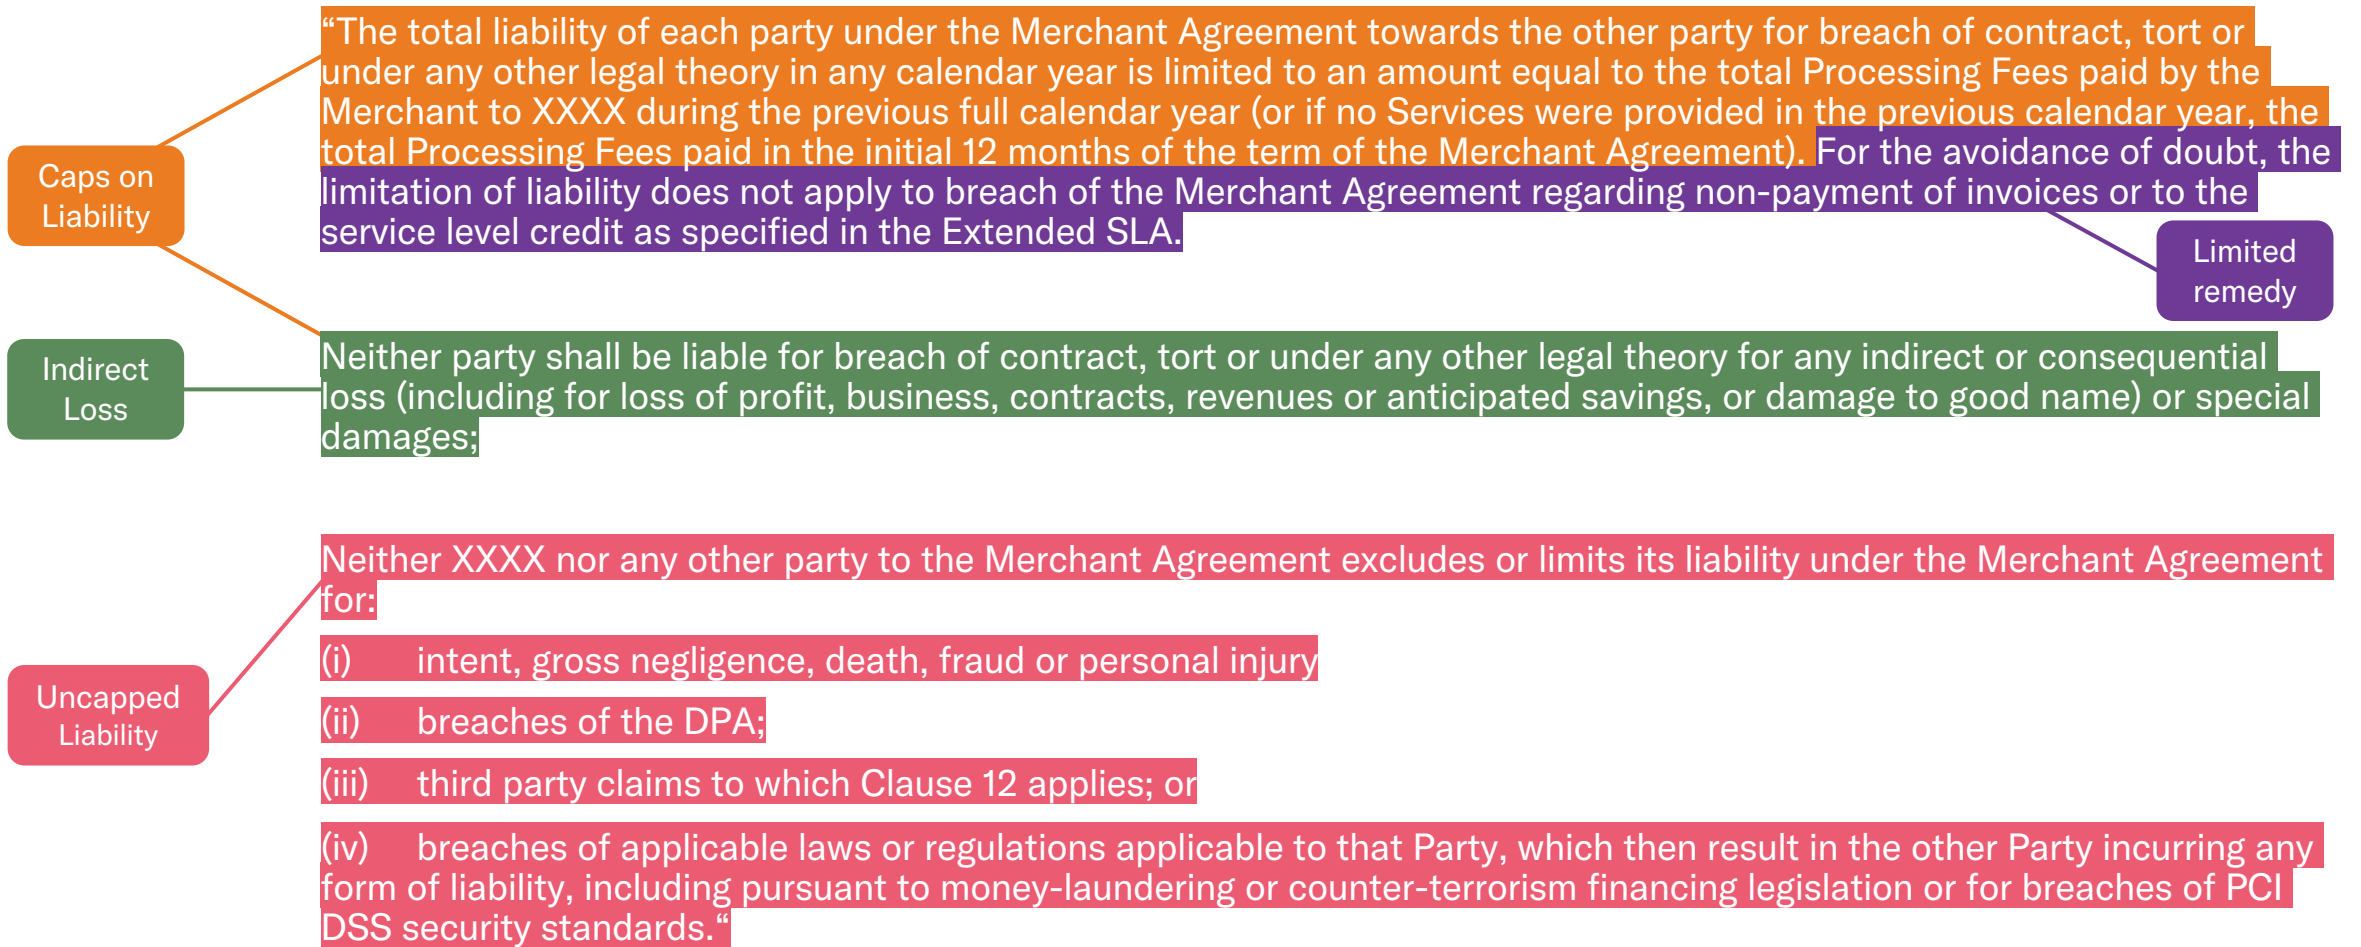 “The total liability of each party under the Merchant Agreement towards the other party for breach of contract, tort or
under any other legal theory in any calendar year is limited to an amount equal to the total Processing Fees paid by the
Merchant to XXXX during the previous full calendar year (or if no Services were provided in the previous calendar year, the
total Processing Fees paid in the initial 12 months of the term of the Merchant Agreement). For the avoidance of doubt, the
limitation of liability does not apply to breach of the Merchant Agreement regarding non-payment of invoices or to the
service level credit as specified in the Extended SLA.
Caps on
Liability
Limited
remedy
Indirect
Loss
Neither party shall be liable for breach of contract, tort or under any other legal theory for any indirect or consequential
loss (including for loss of profit, business, contracts, revenues or anticipated savings, or damage to good name) or special
damages;
Uncapped
Liability
Neither XXXX nor any other party to the Merchant Agreement excludes or limits its liability under the Merchant Agreement
for:
(i) intent, gross negligence, death, fraud or personal injury
(ii) breaches of the DPA;
(iii) third party claims to which Clause 12 applies; or
(iv) breaches of applicable laws or regulations applicable to that Party, which then result in the other Party incurring any
form of liability, including pursuant to money-laundering or counter-terrorism financing legislation or for breaches of PCI
DSS security standards.“